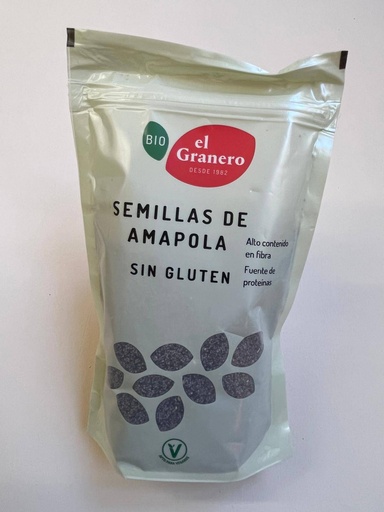 BIO
el
Granero
DESDE 1982
SEMILLAS DE
AMAPOLA
Alto contenido
en fibra
SIN GLUTEN
Fuente de
proteínas
V